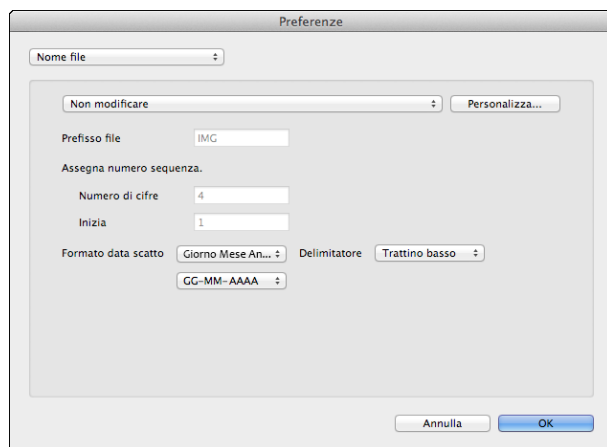 Preferenze
Nome file
Non modificare Personalizza...
Prefisso file IMG
Assegna numero sequenza.
Numero di cifre 4
Inizia 1
Formato data scatto Giorno Mese An... Delimitatore Trattino basso
GG-MM-AAAA
Annulla OK